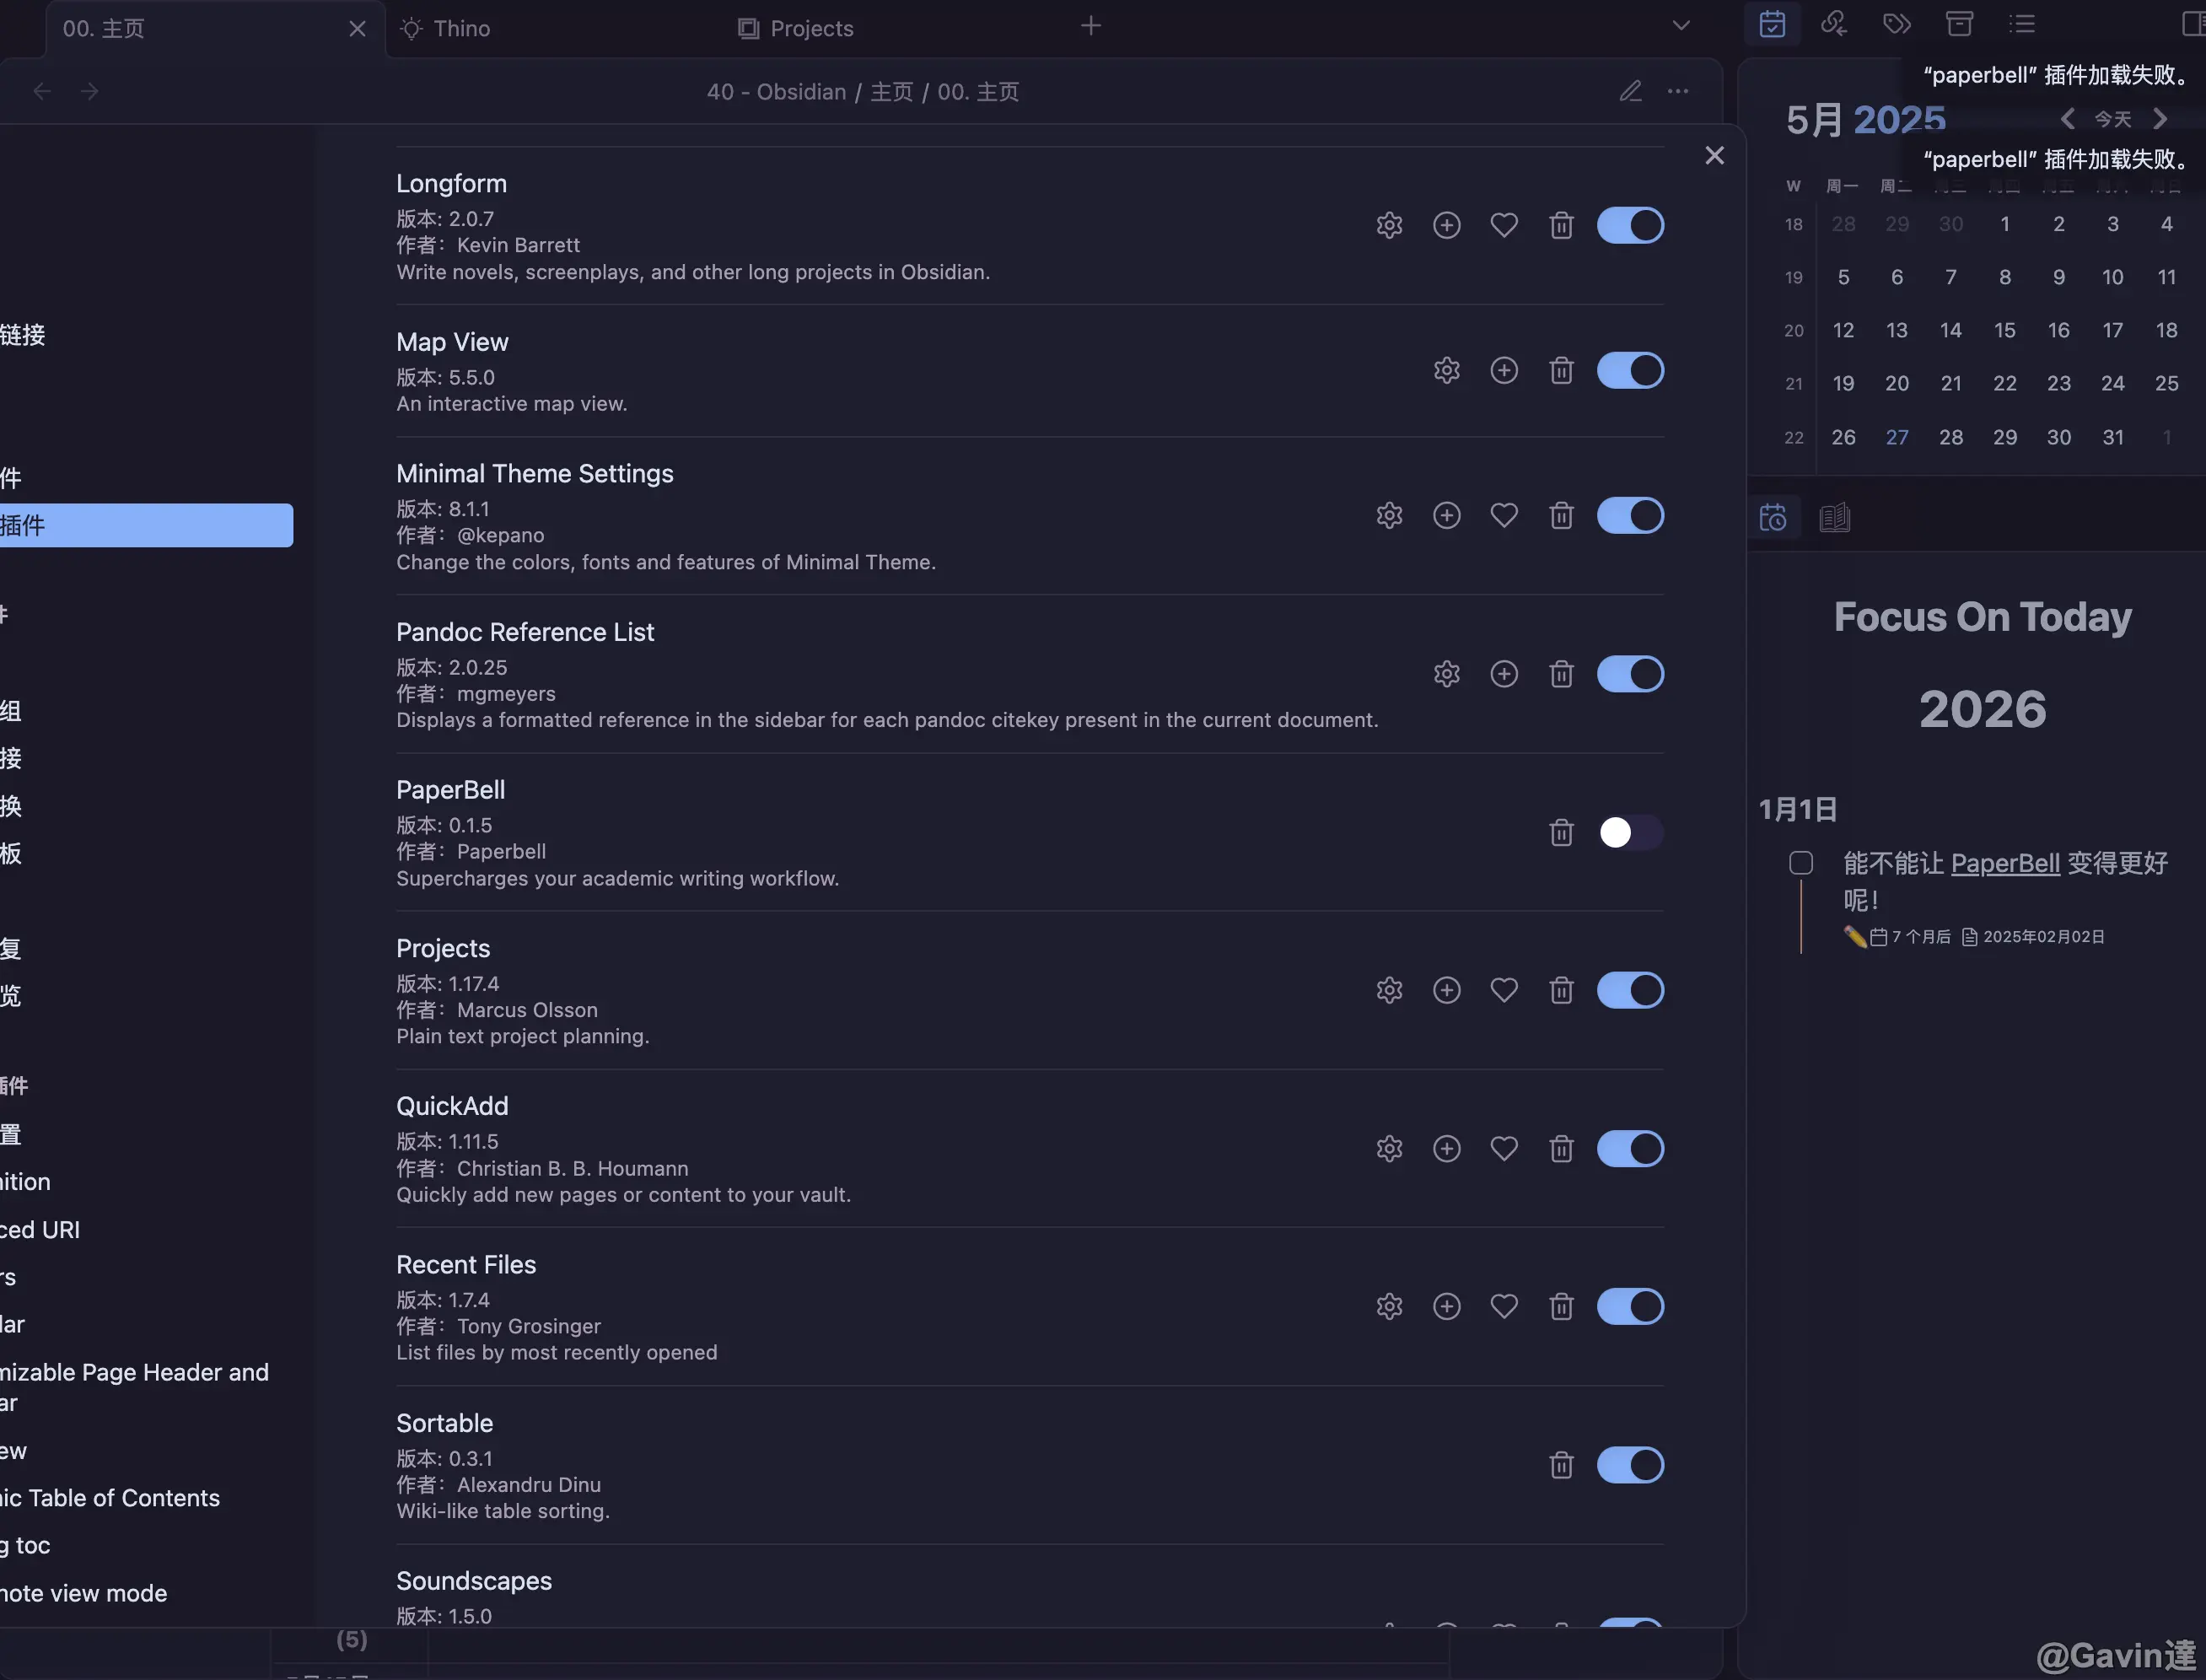 00. 主页
Thino
Projects
40 - Obsidian / 主页 / 00. 主页
链接
件
插件
组
接
换
板
复
览
插件
置
nition
ced URI
rs
lar
mizable Page Header and
ar
ew
ic Table of Contents
g toc
note view mode
Longform
版本: 2.0.7
作者：Kevin Barrett
Write novels, screenplays, and other long projects in Obsidian.
Map View
版本: 5.5.0
An interactive map view.
Minimal Theme Settings
版本: 8.1.1
作者：@kepano
Change the colors, fonts and features of Minimal Theme.
Pandoc Reference List
版本: 2.0.25
作者：mgmeyers
Displays a formatted reference in the sidebar for each pandoc citekey present in the current document.
PaperBell
版本: 0.1.5
作者：Paperbell
Supercharges your academic writing workflow.
Projects
版本: 1.17.4
作者：Marcus Olsson
Plain text project planning.
QuickAdd
版本: 1.11.5
作者：Christian B. B. Houmann
Quickly add new pages or content to your vault.
Recent Files
版本: 1.7.4
作者：Tony Grosinger
List files by most recently opened
Sortable
版本: 0.3.1
作者：Alexandru Dinu
Wiki-like table sorting.
Soundscapes
版本: 1.5.0
(5)
“paperbell” 插件加载失败。
5月 2025
今天
“paperbell” 插件加载失败。
W 周一 周二
18 28 29 30 1 2 3 4
19 5 6 7 8 9 10 11
20 12 13 14 15 16 17 18
21 19 20 21 22 23 24 25
22 26 27 28 29 30 31 1
Focus On Today
2026
1月1日
能不能让 PaperBell 变得更好
呢！
7 个月后 2025年02月02日
@Gavin達